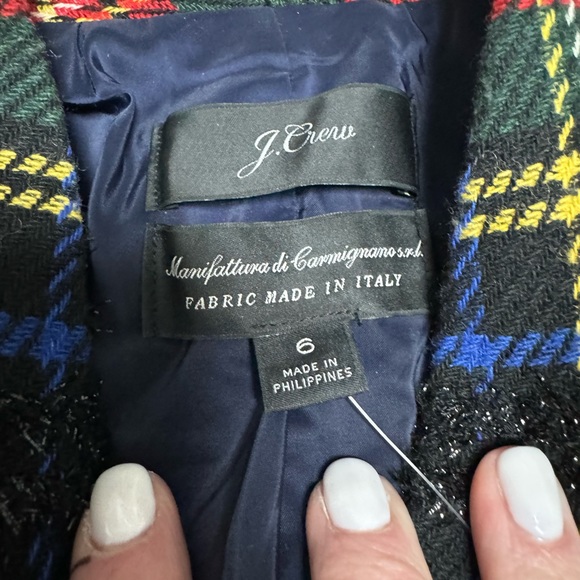 J.Crew
Manifattura di Carmignano s.r.l.
FABRIC MADE IN ITALY
6
MADE IN
PHILIPPINES